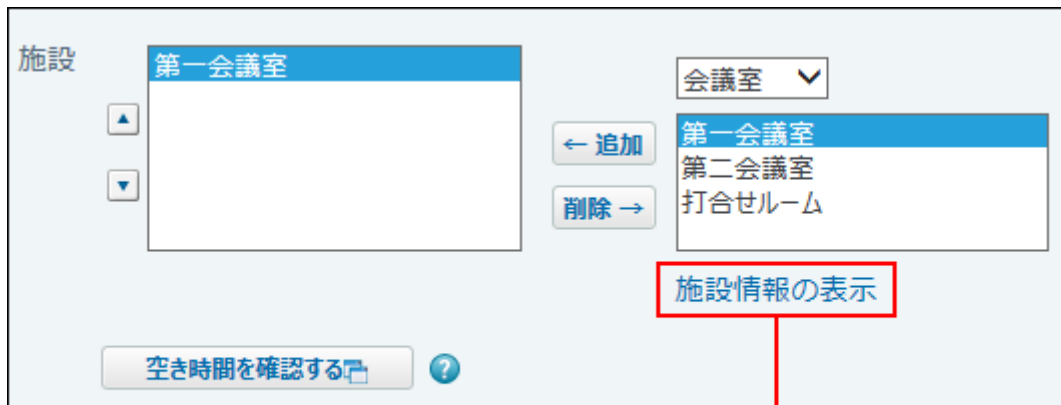 施設
第一会議室
▲
▼
← 追加
削除 →
会議室
第一会議室
第二会議室
打合せルーム
施設情報の表示
空き時間を確認する
?